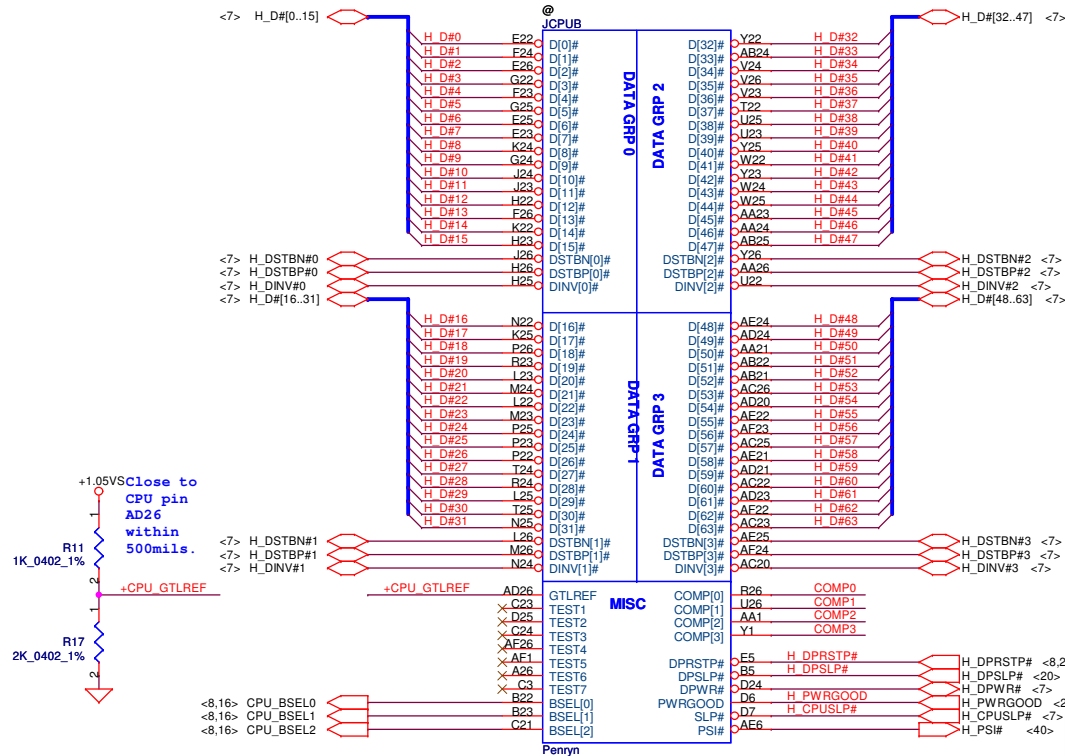 @
JCPUB
<7> H_D#[0..15] H_D#[32..47] <7>
H_D#0 E22 D[0]# D[32]# Y22 H_D#32
H_D#1 F24 D[1]# D[33]# AB24 H_D#33
H_D#2 E26 D[2]# D[34]# V24 H_D#34
H_D#3 G22 D[3]# D[35]# V26 H_D#35
H_D#4 F23 D[4]# D[36]# V23 H_D#36
H_D#5 G25 D[5]# D[37]# T22 H_D#37
H_D#6 E25 D[6]# D[38]# U25 H_D#38
H_D#7 E23 D[7]# D[39]# U23 H_D#39
H_D#8 K24 D[8]# D[40]# Y25 H_D#40
H_D#9 G24 D[9]# D[41]# W22 H_D#41
H_D#10 J24 D[10]# D[42]# Y23 H_D#42
H_D#11 J23 D[11]# D[43]# W24 H_D#43
H_D#12 H22 D[12]# D[44]# W25 H_D#44
H_D#13 F26 D[13]# D[45]# AA23 H_D#45
H_D#14 K22 D[14]# D[46]# AA24 H_D#46
H_D#15 H23 D[15]# D[47]# AB25 H_D#47
DATA GRP 0
DATA GRP 2
<7> H_DSTBN#0 J26 DSTBN[0]# DSTBN[2]# Y26 H_DSTBN#2 <7>
<7> H_DSTBP#0 H26 DSTBP[0]# DSTBP[2]# AA26 H_DSTBP#2 <7>
<7> H_DINV#0 H25 DINV[0]# DINV[2]# U22 H_DINV#2 <7>
<7> H_D#[16..31] H_D#[48..63] <7>
H_D#16 N22 D[16]# D[48]# AE24 H_D#48
H_D#17 K25 D[17]# D[49]# AD24 H_D#49
H_D#18 P26 D[18]# D[50]# AA21 H_D#50
H_D#19 R23 D[19]# D[51]# AB22 H_D#51
H_D#20 L23 D[20]# D[52]# AB21 H_D#52
H_D#21 M24 D[21]# D[53]# AC26 H_D#53
H_D#22 L22 D[22]# D[54]# AD20 H_D#54
H_D#23 M23 D[23]# D[55]# AE22 H_D#55
H_D#24 P25 D[24]# D[56]# AF23 H_D#56
H_D#25 P23 D[25]# D[57]# AC25 H_D#57
H_D#26 P22 D[26]# D[58]# AE21 H_D#58
H_D#27 T24 D[27]# D[59]# AD21 H_D#59
H_D#28 R24 D[28]# D[60]# AC22 H_D#60
H_D#29 L25 D[29]# D[61]# AD23 H_D#61
H_D#30 T25 D[30]# D[62]# AF22 H_D#62
H_D#31 N25 D[31]# D[63]# AC23 H_D#63
DATA GRP 1
DATA GRP 3
<7> H_DSTBN#1 L26 DSTBN[1]# DSTBN[3]# AE25 H_DSTBN#3 <7>
<7> H_DSTBP#1 M26 DSTBP[1]# DSTBP[3]# AF24 H_DSTBP#3 <7>
<7> H_DINV#1 N24 DINV[1]# DINV[3]# AC20 H_DINV#3 <7>
+1.05VS
Close to
CPU pin
AD26
within
500mils.
1
R11
1K_0402_1%
2
+CPU_GTLREF
1
R17
2K_0402_1%
2
MISC
+CPU_GTLREF AD26 GTLREF COMP[0] R26 COMP0
C23 TEST1 COMP[1] U26 COMP1
D25 TEST2 COMP[2] AA1 COMP2
C24 TEST3 COMP[3] Y1 COMP3
AF26 TEST4
AF1 TEST5 DPRSTP# E5 H_DPRSTP# H_DPRSTP# <8,2
A26 TEST6 DPSLP# B5 H_DPSLP# H_DPSLP# <20>
C3 TEST7 DPWR# D24 H_DPWR# <7>
<8,16> CPU_BSEL0 B22 BSEL[0] PWRGOOD D6 H_PWRGOOD H_PWRGOOD <2
<8,16> CPU_BSEL1 B23 BSEL[1] SLP# D7 H_CPUSLP# H_CPUSLP# <7>
<8,16> CPU_BSEL2 C21 BSEL[2] PSI# AE6 H_PSI# <40>
Penryn